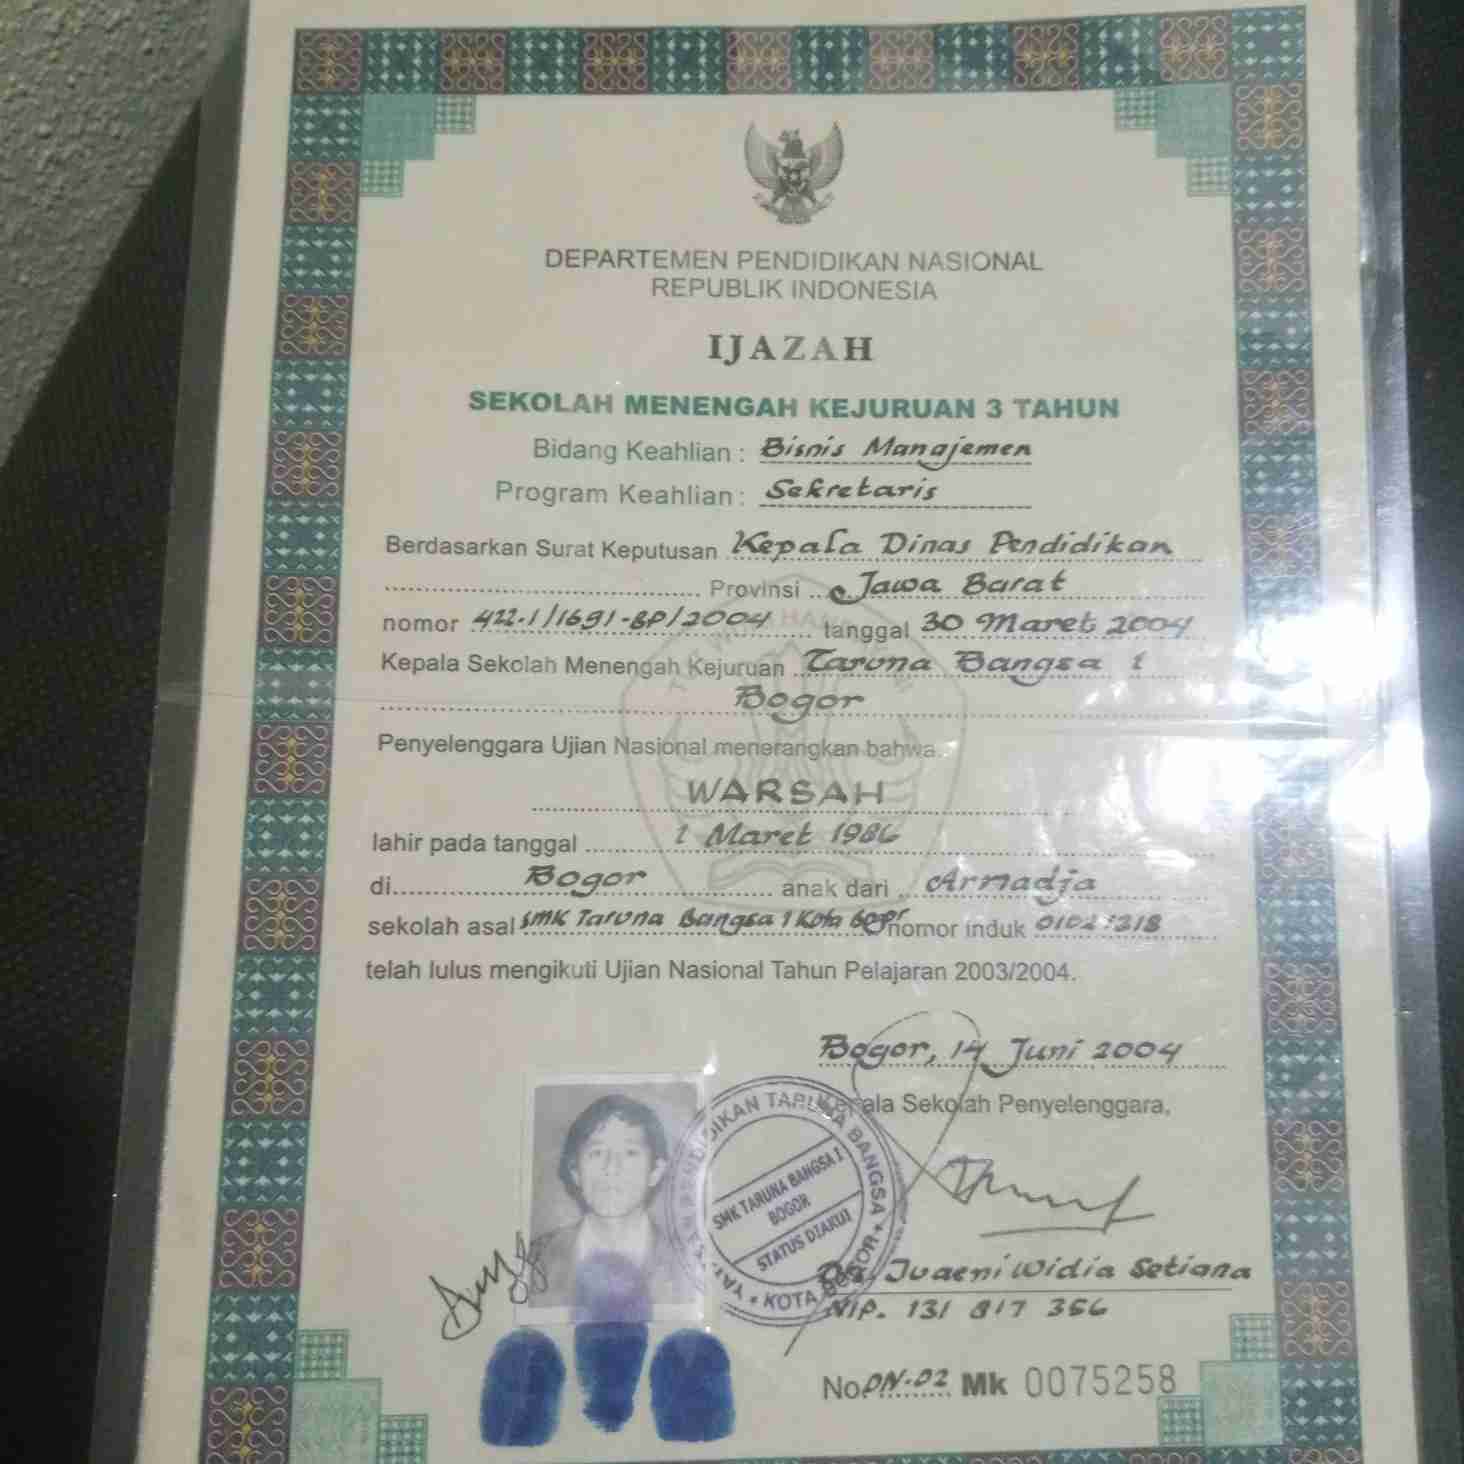 DEPARTEMEN PENDIDIKAN NASIONAL
REPUBLIK INDONESIA
IJAZAH
SEKOLAH MENENGAH KEJURUAN 3 TAHUN
Bidang Keahlian : Bisnis Manajemen
Program Keahlian : Sekretaris
Berdasarkan Surat Keputusan Kepala Dinas Pendidikan
Provinsi Jawa Barat
nomor 422.1/1691-BP/2004 tanggal 30 Maret 2004
Kepala Sekolah Menengah Kejuruan Taruna Bangsa 1
Bogor
Penyelenggara Ujian Nasional menerangkan bahwa
WARSAH
lahir pada tanggal 1 Maret 1986
di Bogor anak dari Armadja
sekolah asal SMK Taruna Bangsa 1 Kota Bogor nomor induk
telah lulus mengikuti Ujian Nasional Tahun Pelajaran 2003/2004.
Bogor, 14 Juni 2004
Kepala Sekolah Penyelenggara,
YAYASAN PENDIDIKAN TARUNA BANGSA
SMK TARUNA BANGSA 1
BOGOR
STATUS DIAKUI
KOTA BOGOR
Widia Setiana
NIP. 131 817 356
No DN-02 Mk 0075258